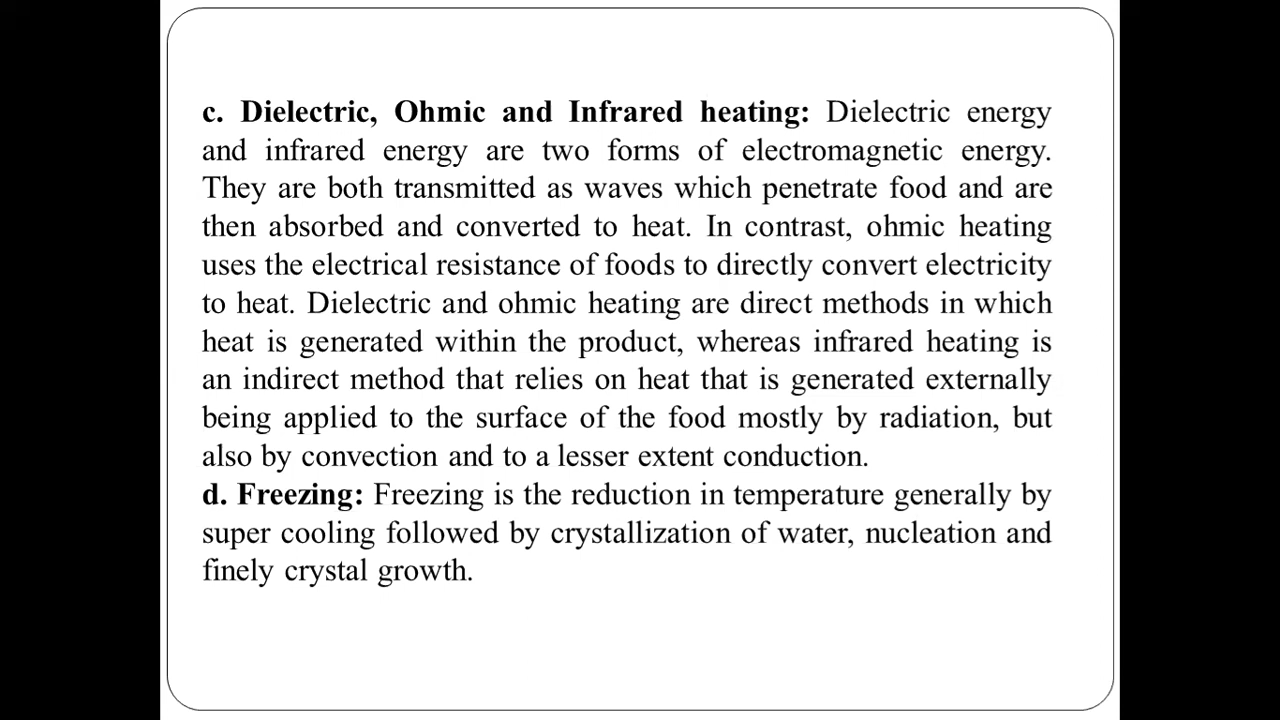 c. Dielectric, Ohmic and Infrared heating: Dielectric energy
and infrared energy are two forms of electromagnetic energy.
They are both transmitted as waves which penetrate food and are
then absorbed and converted to heat. In contrast, ohmic heating
uses the electrical resistance of foods to directly convert electricity
to heat. Dielectric and ohmic heating are direct methods in which
heat is generated within the product, whereas infrared heating is
an indirect method that relies on heat that is generated externally
being applied to the surface of the food mostly by radiation, but
also by convection and to a lesser extent conduction.
d. Freezing: Freezing is the reduction in temperature generally by
super cooling followed by crystallization of water, nucleation and
finely crystal growth.